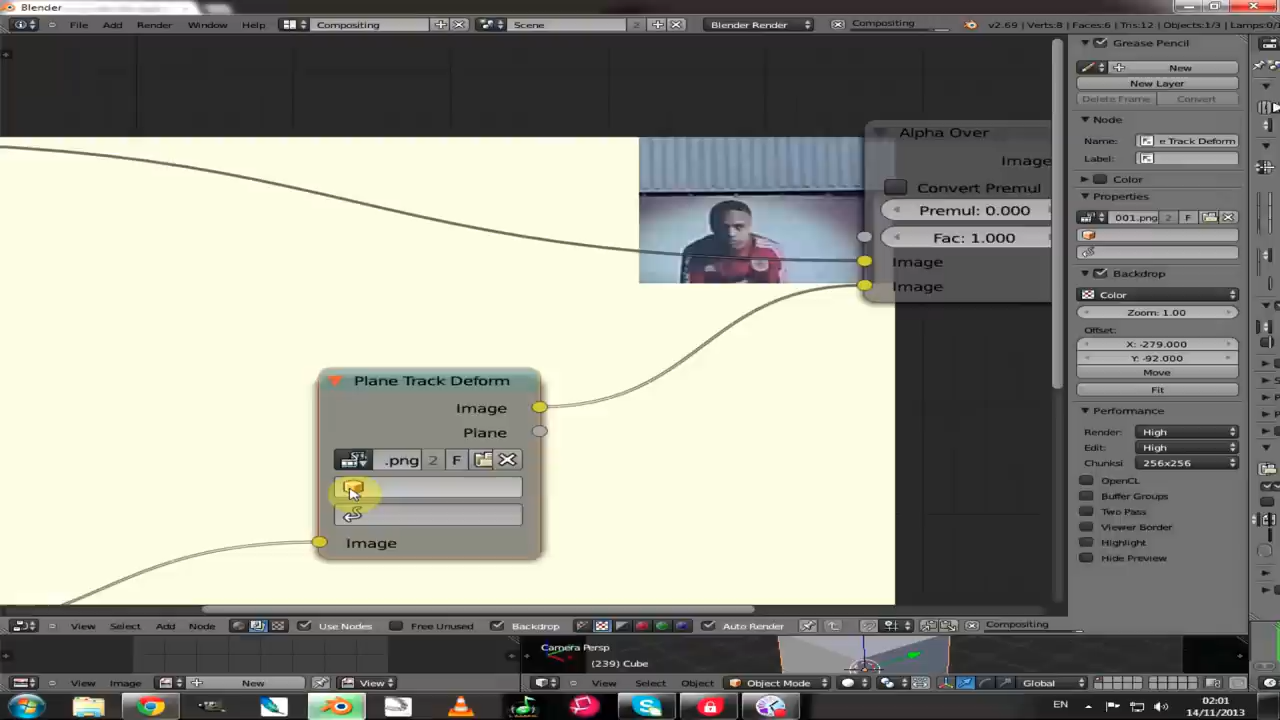 Blender
File Add Render Window Help Compositing Scene 2 Blender Render Compositing v2.69 | Verts:8 | Faces:6 | Tris:12 | Objects:1/3 | Lamps:0/
Grease Pencil
New
New Layer
Delete Frame Convert
Node
Name: e Track Deform
Label:
Color
Properties
001.png 2 F
Backdrop
Color
Zoom: 1.00
Offset:
X: -279.000
Y: -92.000
Move
Fit
Performance
Render: High
Edit: High
Chunksi 256x256
OpenCL
Buffer Groups
Two Pass
Viewer Border
Highlight
Hide Preview
Alpha Over
Image
Convert Premul
Premul: 0.000
Fac: 1.000
Image
Image
Plane Track Deform
Image
Plane
.png 2 F
Image
View Select Add Node Use Nodes Free Unused Backdrop Auto Render Compositing
Camera Persp
(239) Cube
View Image New View View Select Object Object Mode Global
EN 02:01
14/11/2013